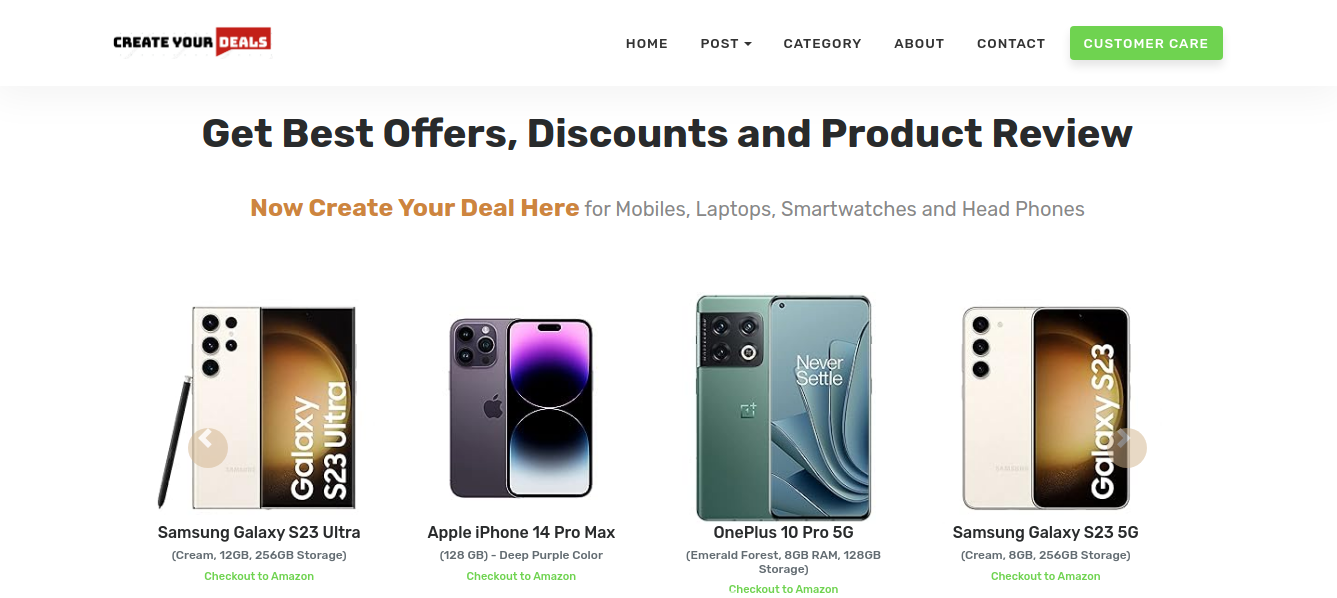 CREATE YOUR DEALS
HOME POST CATEGORY ABOUT CONTACT CUSTOMER CARE
Get Best Offers, Discounts and Product Review
Now Create Your Deal Here for Mobiles, Laptops, Smartwatches and Head Phones
Galaxy
S23 Ultra
SAMSUNG
Never
Settle
Galaxy S23
SAMSUNG
Samsung Galaxy S23 Ultra
(Cream, 12GB, 256GB Storage)
Checkout to Amazon
Apple iPhone 14 Pro Max
(128 GB) - Deep Purple Color
Checkout to Amazon
OnePlus 10 Pro 5G
(Emerald Forest, 8GB RAM, 128GB
Storage)
Checkout to Amazon
Samsung Galaxy S23 5G
(Cream, 8GB, 256GB Storage)
Checkout to Amazon